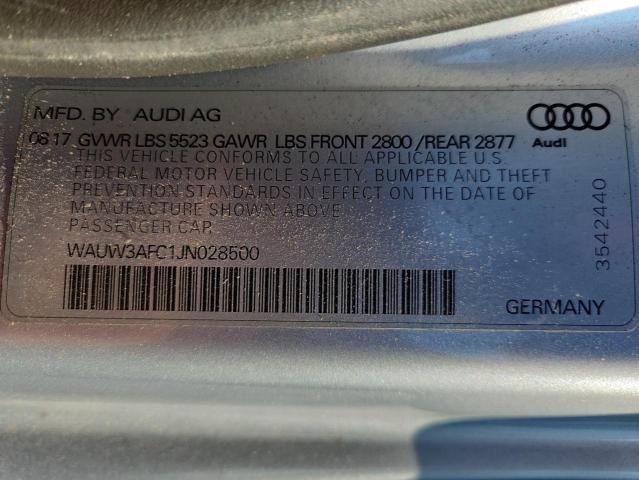 MFD. BY AUDI AG
08.17 GVWR LBS 5523 GAWR LBS FRONT 2800 / REAR 2877
THIS VEHICLE CONFORMS TO ALL APPLICABLE U.S.
FEDERAL MOTOR VEHICLE SAFETY, BUMPER AND THEFT
PREVENTION STANDARDS IN EFFECT ON THE DATE OF
MANUFACTURE SHOWN ABOVE
PASSENGER CAR
WAUW3AFC1JN028500
Audi
3542440
GERMANY